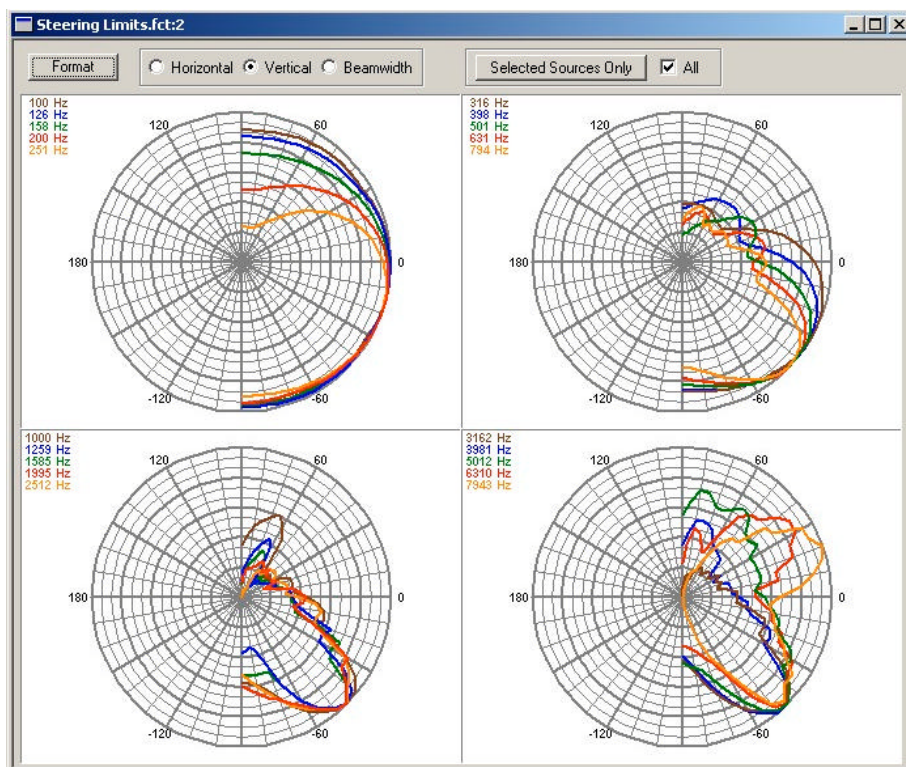 Steering Limits.fct:2
Format Horizontal Vertical Beamwidth Selected Sources Only All
100 Hz
126 Hz
158 Hz
200 Hz
251 Hz
120 60
180 0
-120 -60
316 Hz
398 Hz
501 Hz
631 Hz
794 Hz
120 60
180 0
-120 -60
1000 Hz
1259 Hz
1585 Hz
1995 Hz
2512 Hz
120 60
180 0
-120 -60
3162 Hz
3981 Hz
5012 Hz
6310 Hz
7943 Hz
120 60
180 0
-120 -60